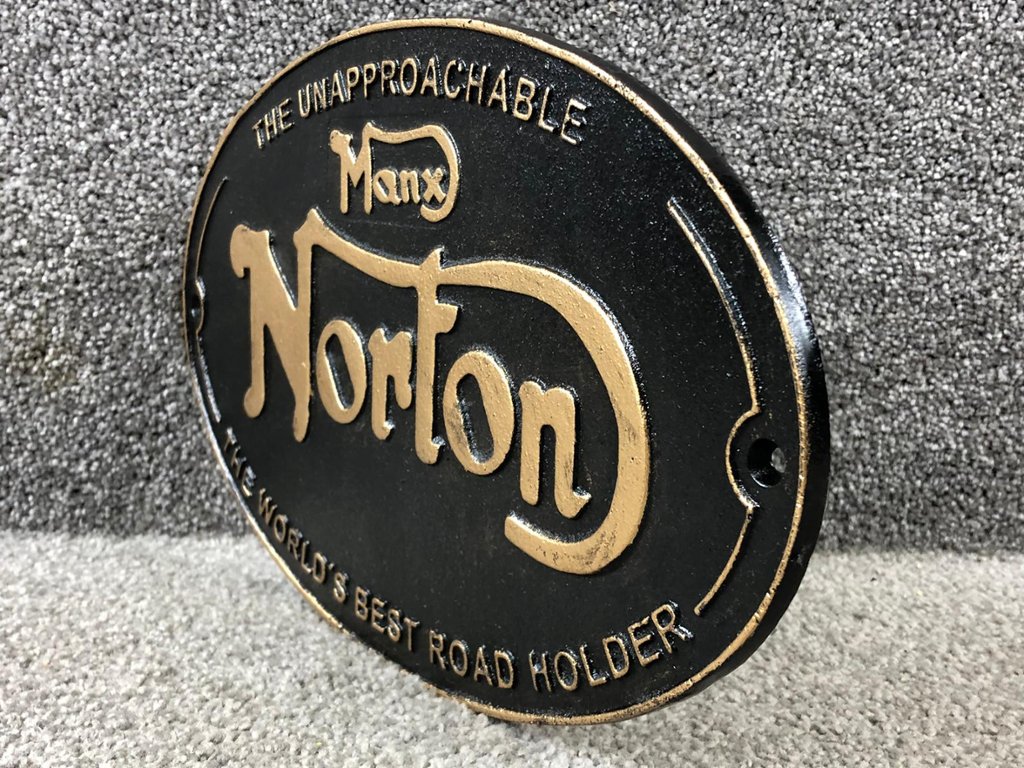 THE UNAPPROACHABLE
Manx
Norton
THE WORLD'S BEST ROAD HOLDER